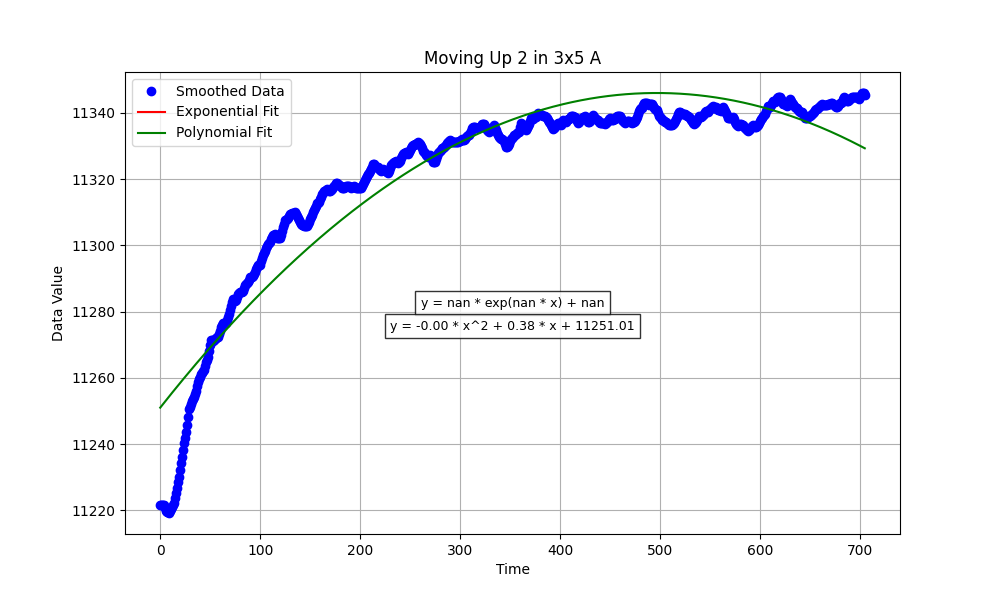 Moving Up 2 in 3x5 A
Smoothed Data
Exponential Fit
Polynomial Fit
11340
11320
11300
11280
11260
11240
11220
Data Value
y = nan * exp(nan * x) + nan
y = -0.00 * x^2 + 0.38 * x + 11251.01
0 100 200 300 400 500 600 700
Time